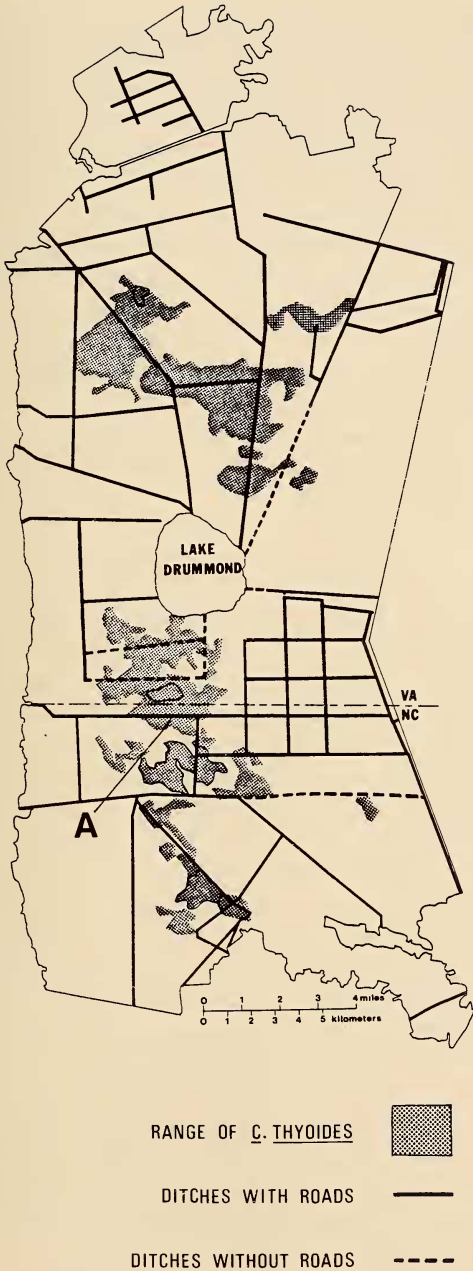 LAKE
DRUMMOND
VA
NC
A
0 1 2 3 4 miles
0 1 2 3 4 5 kilometers
RANGE OF C. THYOIDES
DITCHES WITH ROADS
DITCHES WITHOUT ROADS